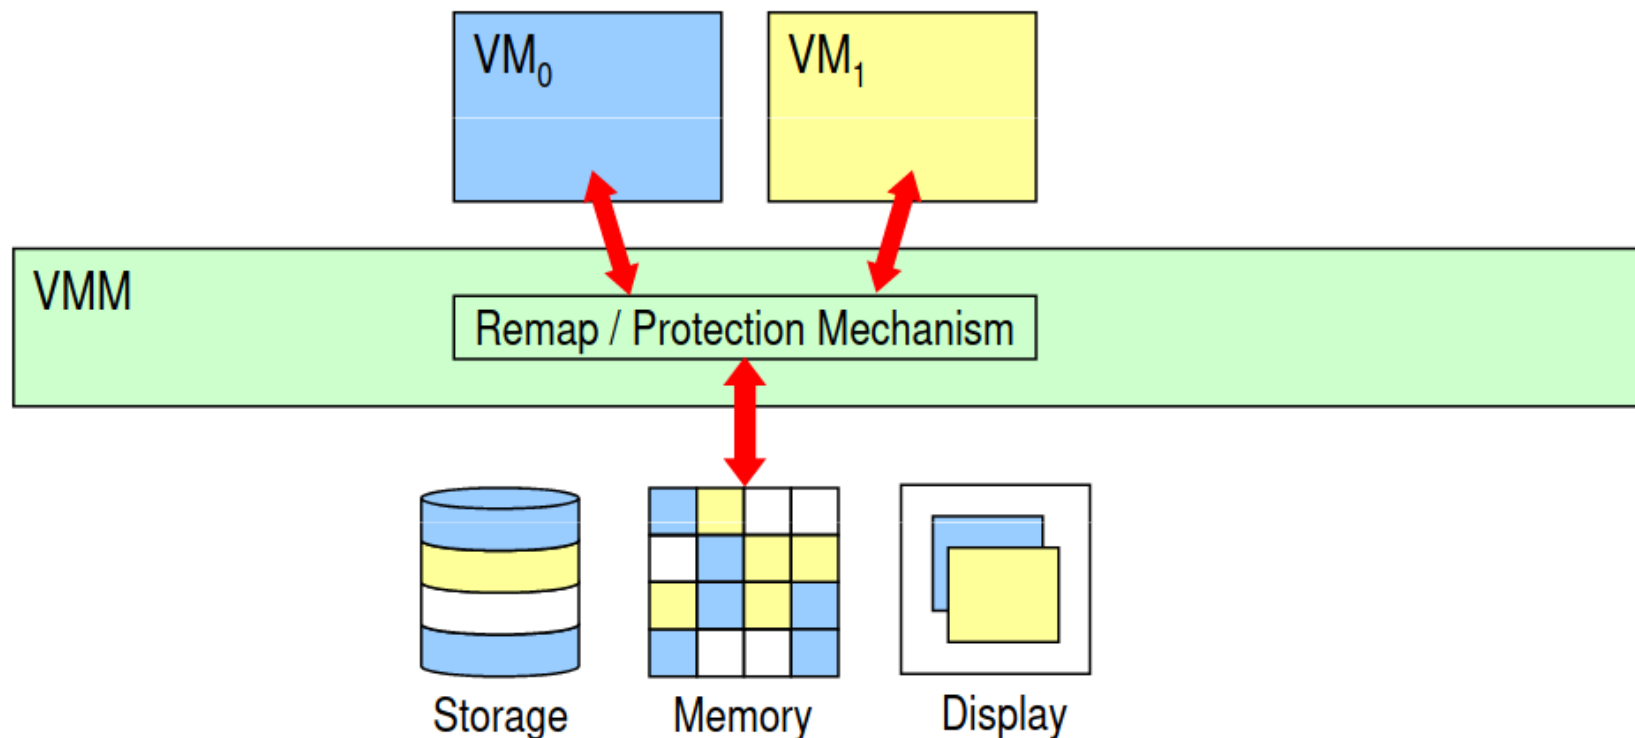 VM₀
VM₁
VMM
Remap / Protection Mechanism
Storage
Memory
Display